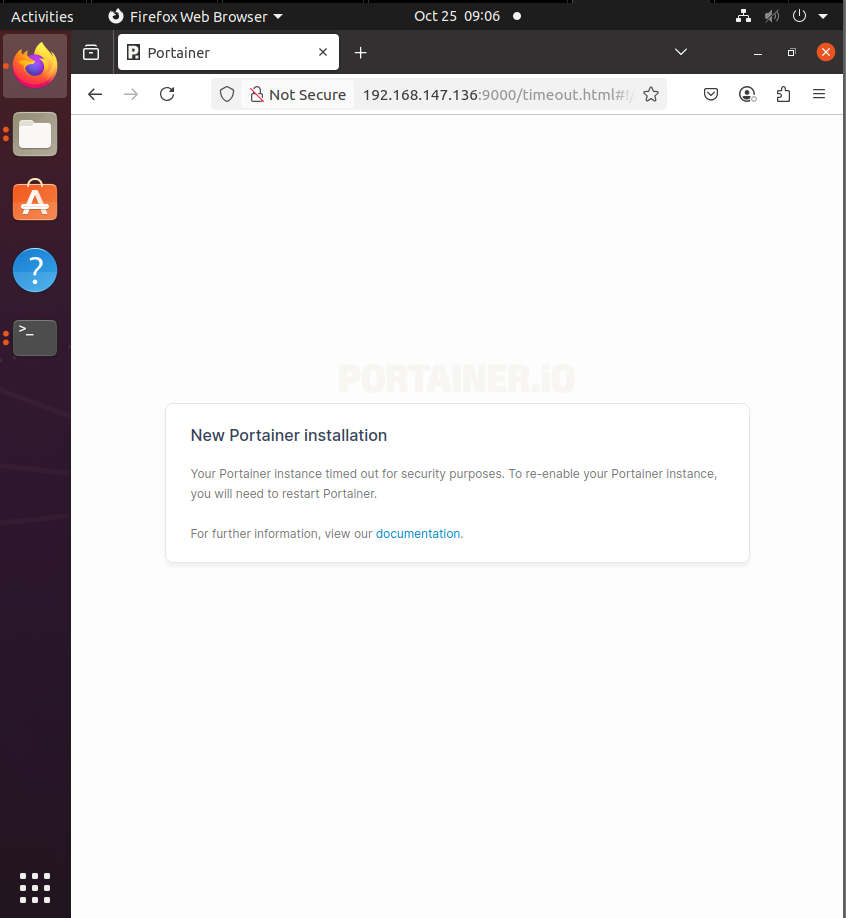 Activities
Firefox Web Browser
Oct 25 09:06
Portainer
Not Secure
192.168.147.136:9000/timeout.html#!/
PORTAINER.iO
New Portainer installation
Your Portainer instance timed out for security purposes. To re-enable your Portainer instance,
you will need to restart Portainer.
For further information, view our documentation.